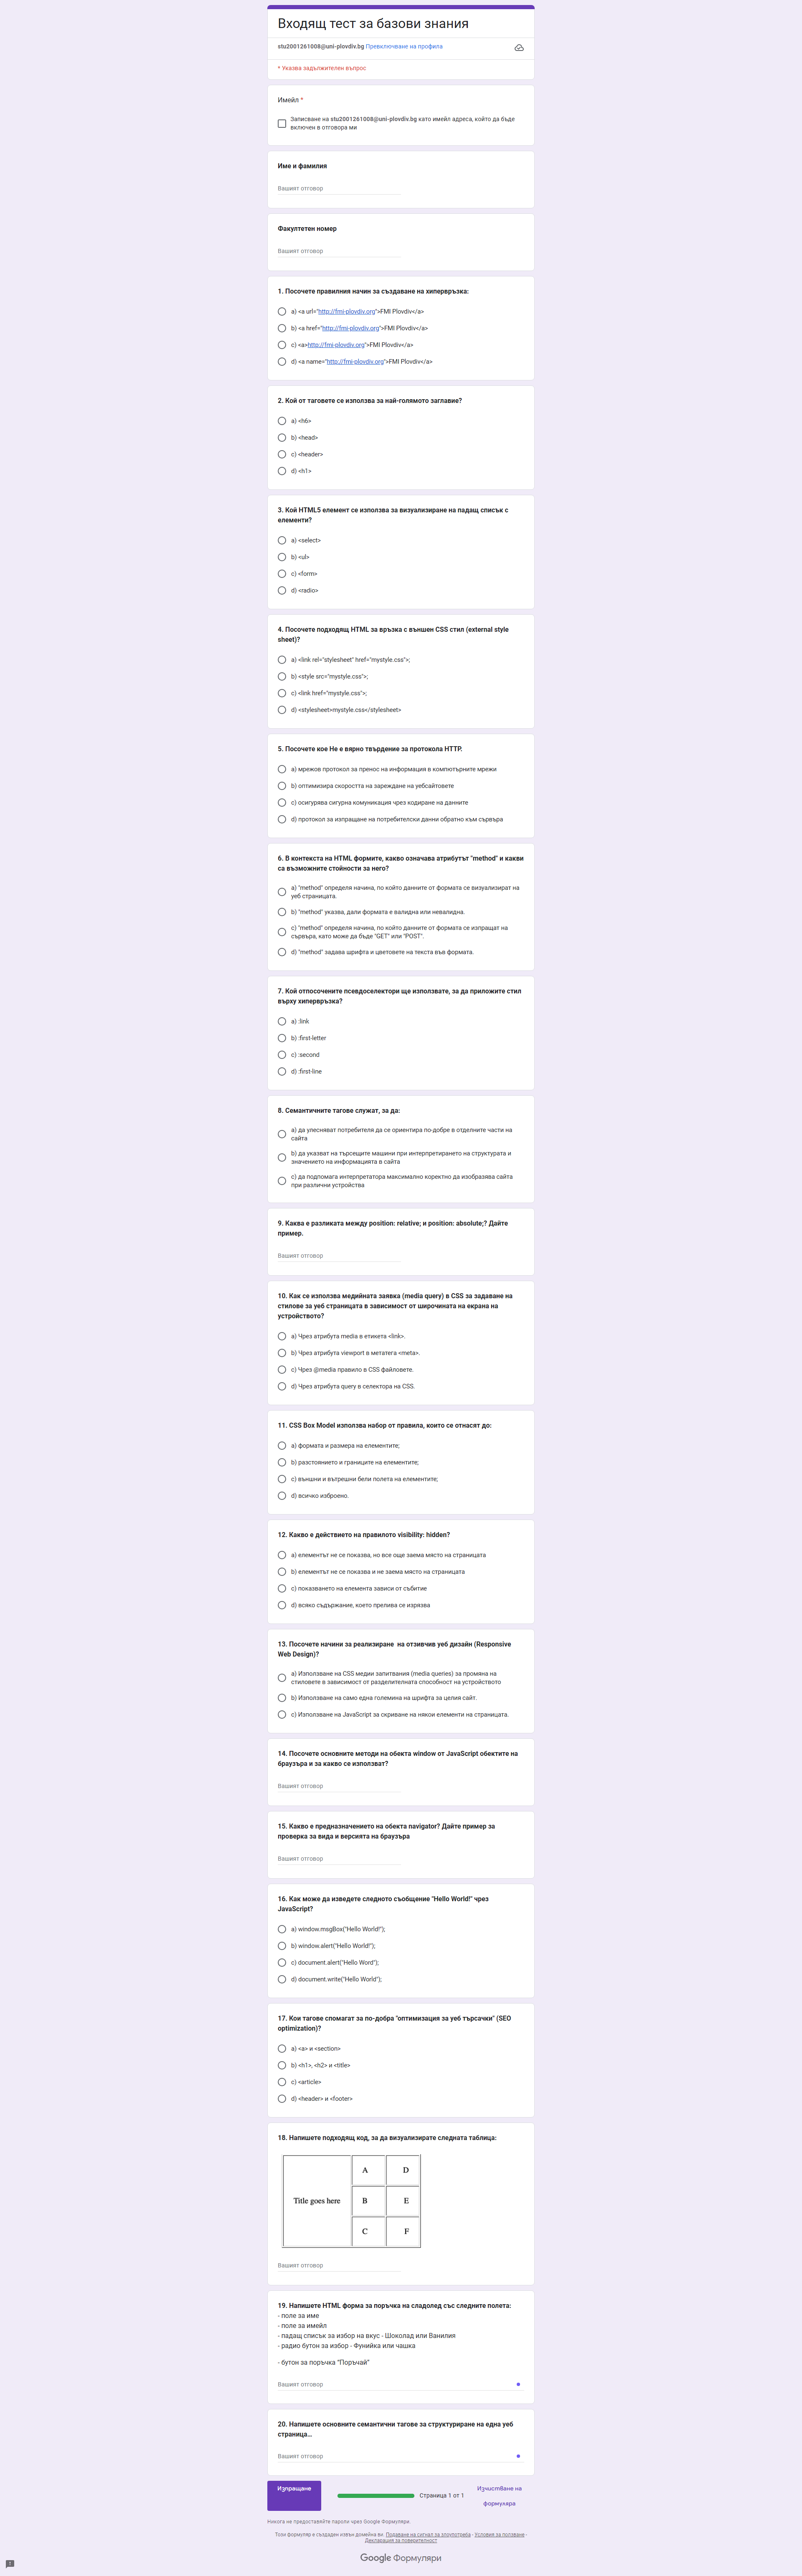 Входящ тест за базови знания
stu2001261008@uni-plovdiv.bg Превключване на профила
* Указва задължителен въпрос
Имейл *
Записване на stu2001261008@uni-plovdiv.bg като имейл адреса, който да бъде
включен в отговора ми
Име и фамилия
Вашият отговор
Факултетен номер
Вашият отговор
1. Посочете правилния начин за създаване на хипервръзка:
a) <a url="http://fmi-plovdiv.org">FMI Plovdiv</a>
b) <a href="http://fmi-plovdiv.org">FMI Plovdiv</a>
c) <a>http://fmi-plovdiv.org">FMI Plovdiv</a>
d) <a name="http://fmi-plovdiv.org">FMI Plovdiv</a>
2. Кой от таговете се използва за най-голямото заглавие?
a) <h6>
b) <head>
c) <header>
d) <h1>
3. Кой HTML5 елемент се използва за визуализиране на падащ списък с
елементи?
a) <select>
b) <ul>
c) <form>
d) <radio>
4. Посочете подходящ HTML за връзка с външен CSS стил (external style
sheet)?
a) <link rel="stylesheet" href="mystyle.css">;
b) <style src="mystyle.css">;
c) <link href="mystyle.css">;
d) <stylesheet>mystyle.css</stylesheet>
5. Посочете кое Не е вярно твърдение за протокола HTTP.
a) мрежов протокол за пренос на информация в компютърните мрежи
b) оптимизира скоростта на зареждане на уебсайтовете
c) осигурява сигурна комуникация чрез кодиране на данните
d) протокол за изпращане на потребителски данни обратно към сървъра
6. В контекста на HTML формите, какво означава атрибутът "method" и какви
са възможните стойности за него?
a) "method" определя начина, по който данните от формата се визуализират на
уеб страницата.
b) "method" указва, дали формата е валидна или невалидна.
c) "method" определя начина, по който данните от формата се изпращат на
сървъра, като може да бъде "GET" или "POST".
d) "method" задава шрифта и цветовете на текста във формата.
7. Кой отпосочените псевдоселектори ще използвате, за да приложите стил
върху хипервръзка?
a) :link
b) :first-letter
c) :second
d) :first-line
8. Семантичните тагове служат, за да:
a) да улесняват потребителя да се ориентира по-добре в отделните части на
сайта
b) да указват на търсещите машини при интерпретирането на структурата и
значението на информацията в сайта
c) да подпомага интерпретатора максимално коректно да изобразява сайта
при различни устройства
9. Каква е разликата между position: relative; и position: absolute;? Дайте
пример.
Вашият отговор
10. Как се използва медийната заявка (media query) в CSS за задаване на
стилове за уеб страницата в зависимост от широчината на екрана на
устройството?
a) Чрез атрибута media в етикета <link>.
b) Чрез атрибута viewport в метатега <meta>.
c) Чрез @media правило в CSS файловете.
d) Чрез атрибута query в селектора на CSS.
11. CSS Box Model използва набор от правила, които се отнасят до:
a) формата и размера на елементите;
b) разстоянието и границите на елементите;
c) външни и вътрешни бели полета на елементите;
d) всичко изброено.
12. Какво е действието на правилото visibility: hidden?
a) елементът не се показва, но все още заема място на страницата
b) елементът не се показва и не заема място на страницата
c) показването на елемента зависи от събитие
d) всяко съдържание, което прелива се изрязва
13. Посочете начини за реализиране  на отзивчив уеб дизайн (Responsive
Web Design)?
a) Използване на CSS медии запитвания (media queries) за промяна на
стиловете в зависимост от разделителната способност на устройството
b) Използване на само една големина на шрифта за целия сайт.
c) Използване на JavaScript за скриване на някои елементи на страницата.
14. Посочете основните методи на обекта window от JavaScript обектите на
браузъра и за какво се използват?
Вашият отговор
15. Какво е предназначението на обекта navigator? Дайте пример за
проверка за вида и версията на браузъра
Вашият отговор
16. Как може да изведете следното съобщение "Hello World!" чрез
JavaScript?
a) window.msgBox("Hello World!");
b) window.alert("Hello World!");
c) document.alert("Hello Word");
d) document.write("Hello World");
17. Кои тагове спомагат за по-добра "оптимизация за уеб търсачки" (SEO
optimization)?
a) <a> и <section>
b) <h1>, <h2> и <title>
c) <article>
d) <header> и <footer>
18. Напишете подходящ код, за да визуализирате следната таблица:
A D
Title goes here B E
C F
Вашият отговор
19. Напишете HTML форма за поръчка на сладолед със следните полета:
- поле за име
- поле за имейл
- падащ списък за избор на вкус - Шоколад или Ванилия
- радио бутон за избор - Фунийка или чашка
- бутон за поръчка "Поръчай"
Вашият отговор
20. Напишете основните семантични тагове за структуриране на една уеб
страница...
Вашият отговор
Изпращане
Страница 1 от 1
Изчистване на
формуляра
Никога не предоставяйте пароли чрез Google Формуляри.
Този формуляр е създаден извън домейна ви. Подаване на сигнал за злоупотреба - Условия за ползване -
Декларация за поверителност
Google Формуляри